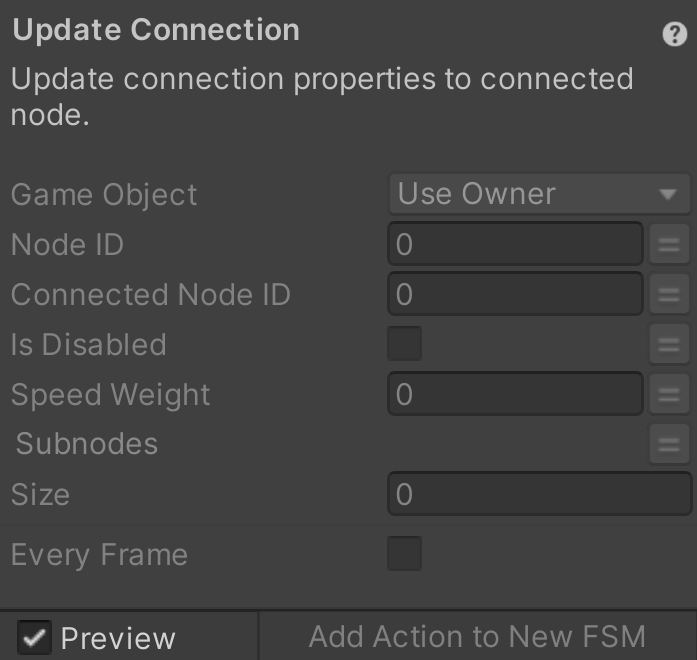 Update Connection
Update connection properties to connected
node.
Game Object Use Owner
Node ID 0
Connected Node ID 0
Is Disabled
Speed Weight 0
Subnodes
Size 0
Every Frame
Preview Add Action to New FSM